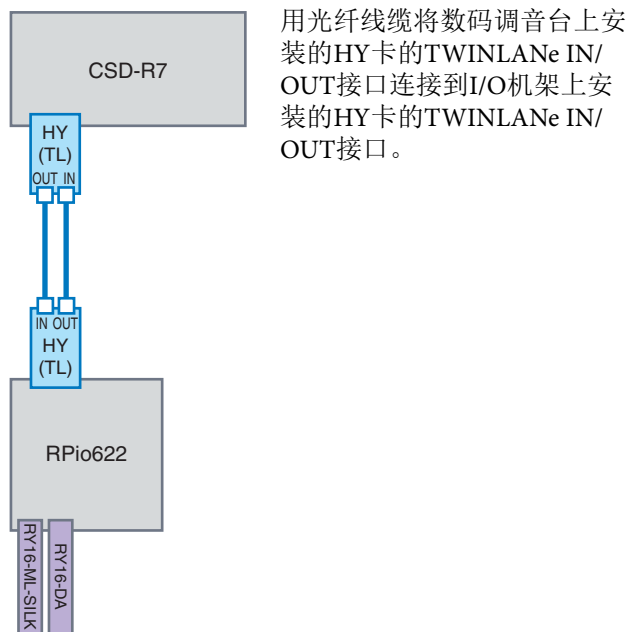 用光纤线缆将数码调音台上安
装的HY卡的TWINLANe IN/
OUT接口连接到I/O机架上安
装的HY卡的TWINLANe IN/
OUT接口。
CSD-R7
HY
(TL)
OUT IN
IN OUT
HY
(TL)
RPio622
RY16-ML-SILK
RY16-DA